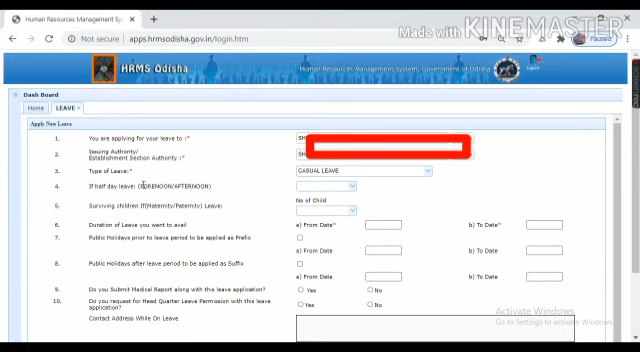 Human Resources Management Sys
Made with KINEMASTER
apps.hrmsodisha.gov.in/login.htm
Paused
HRMS Odisha
Human Resources Management System, Government of Odisha
Dash Board
Home LEAVE
Apply New Leave
1. You are applying for your leave to :* SH
2. Issuing Authority/
Establishment Section Authority :* SH
3. Type of Leave:* CASUAL LEAVE
4. If half day leave: (FORENOON/AFTERNOON)
5. Surviving children If(Maternity/Paternity) Leave: No of Child
6. Duration of Leave you want to avail a) From Date* b) To Date*
7. Public Holidays prior to leave period to be applied as Prefix
a) From Date b) To Date
8. Public Holidays after leave period to be applied as Suffix
a) From Date b) To Date
9. Do you Submit Medical Report along with this leave application? Yes No
10. Do you request for Head Quarter Leave Permission with this leave
application? Yes No
Contact Address While On Leave
Activate Windows
Go to Settings to activate Windows.